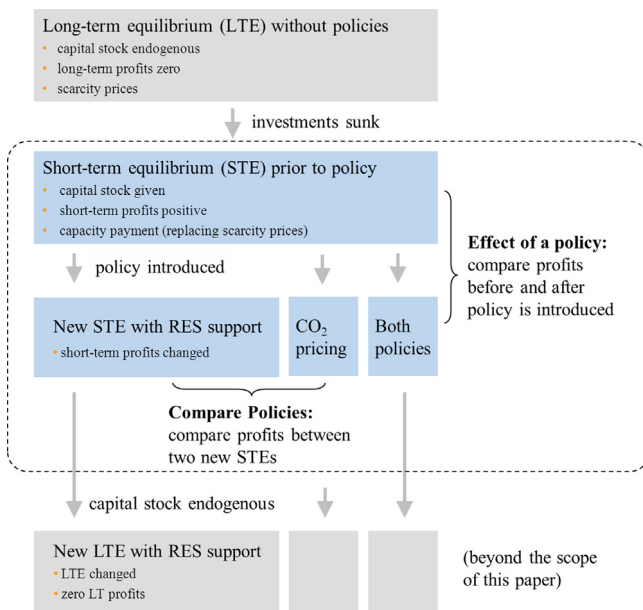 Long-term equilibrium (LTE) without policies
• capital stock endogenous
• long-term profits zero
• scarcity prices
investments sunk
Short-term equilibrium (STE) prior to policy
• capital stock given
• short-term profits positive
• capacity payment (replacing scarcity prices)
Effect of a policy:
compare profits
before and after
policy is introduced
policy introduced
New STE with RES support
• short-term profits changed
CO₂
pricing
Both
policies
Compare Policies:
compare profits between
two new STEs
capital stock endogenous
New LTE with RES support
• LTE changed
• zero LT profits
(beyond the scope
of this paper)